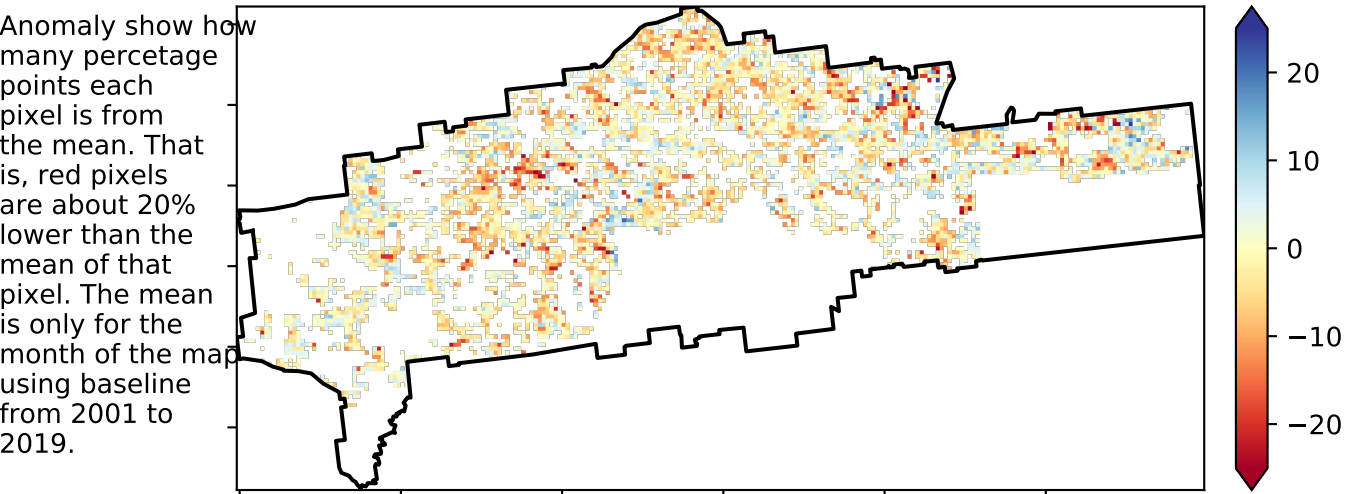 Anomaly show how
many percetage
points each
pixel is from
the mean. That
is, red pixels
are about 20%
lower than the
mean of that
pixel. The mean
is only for the
month of the map
using baseline
from 2001 to
2019.
20
10
0
−10
−20